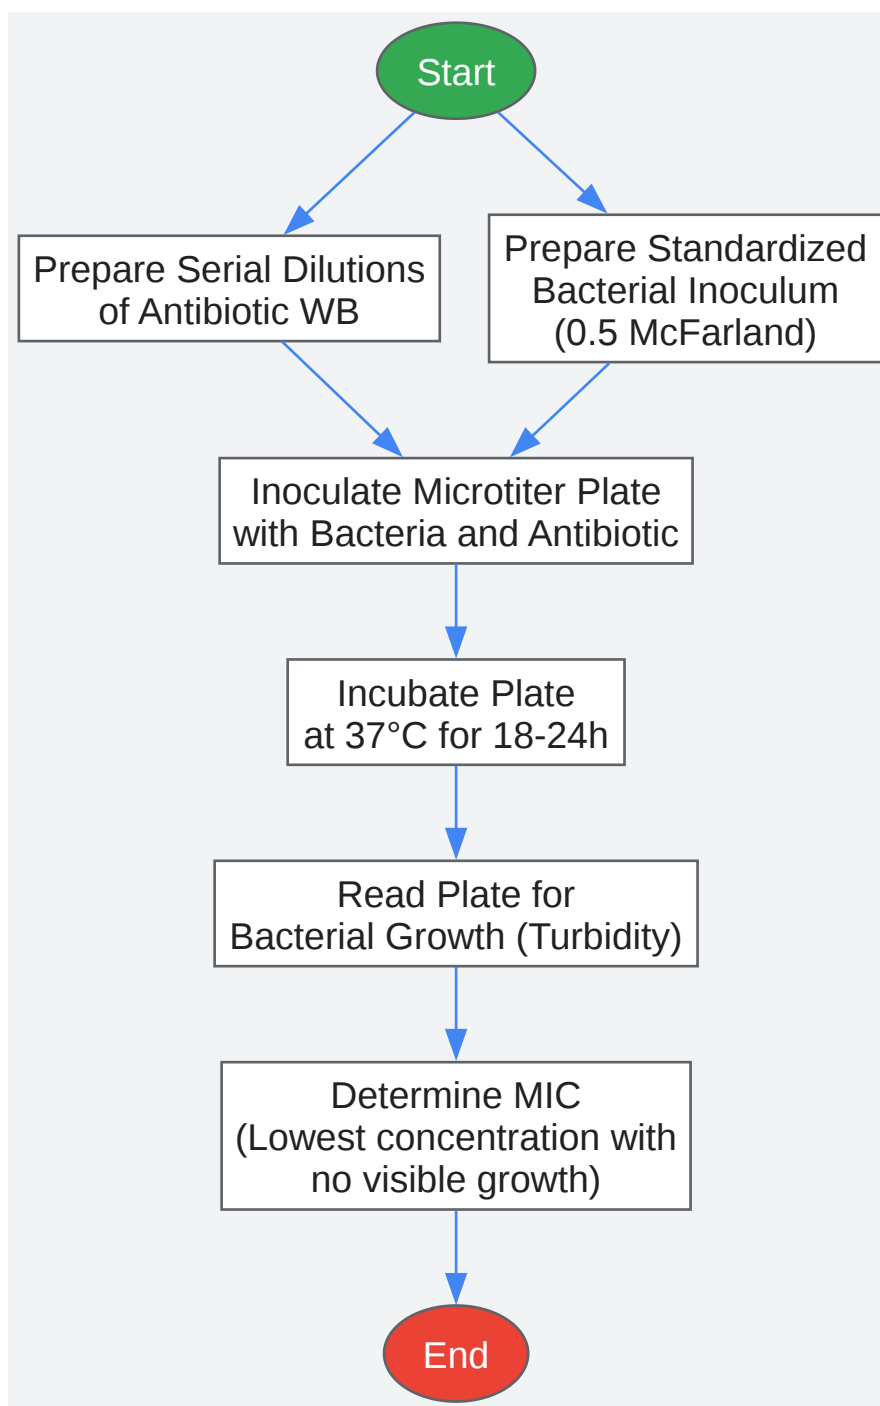 Start
Prepare Serial Dilutions
of Antibiotic WB
Prepare Standardized
Bacterial Inoculum
(0.5 McFarland)
Inoculate Microtiter Plate
with Bacteria and Antibiotic
Incubate Plate
at 37°C for 18-24h
Read Plate for
Bacterial Growth (Turbidity)
Determine MIC
(Lowest concentration with
no visible growth)
End